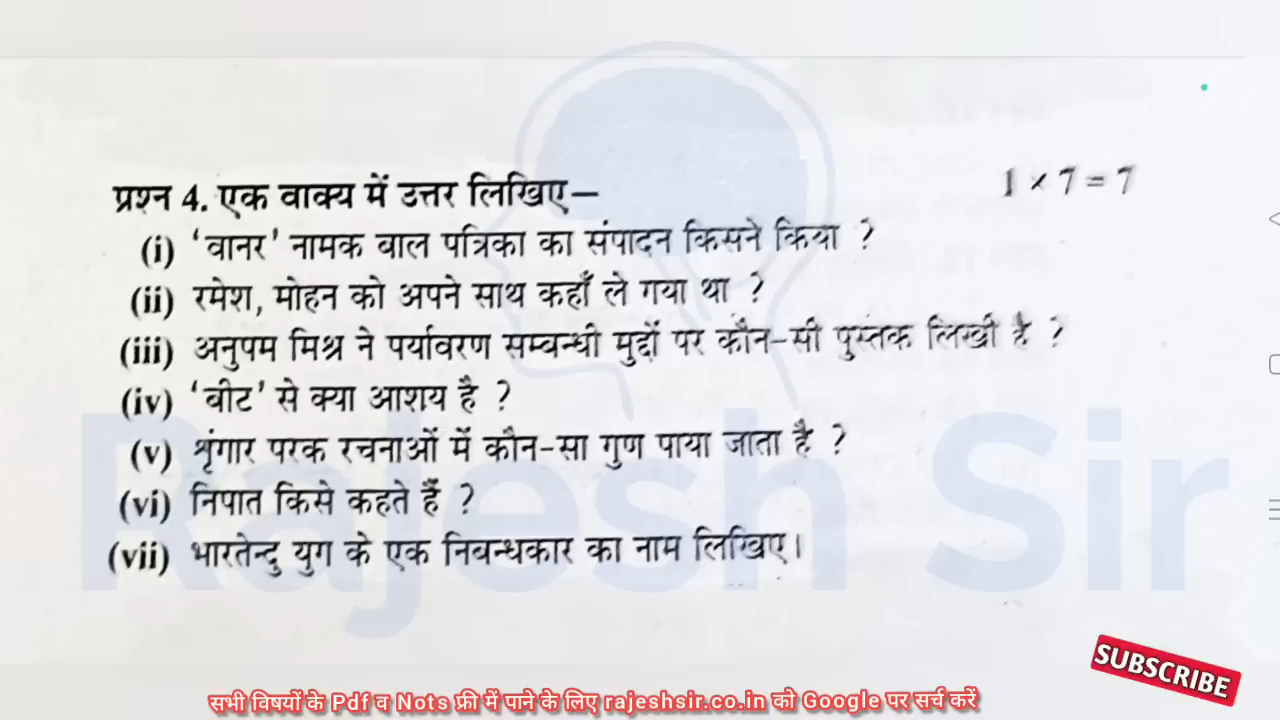 प्रश्न 4. एक वाक्य में उत्तर लिखिए— 1 × 7 = 7
(i) ‘वानर’ नामक बाल पत्रिका का संपादन किसने किया ?
(ii) रमेश, मोहन को अपने साथ कहाँ ले गया था ?
(iii) अनुपम मिश्र ने पर्यावरण सम्बन्धी मुद्दों पर कौन-सी पुस्तक लिखी है ?
(iv) ‘बीट’ से क्या आशय है ?
(v) शृंगार परक रचनाओं में कौन-सा गुण पाया जाता है ?
(vi) निपात किसे कहते हैं ?
(vii) भारतेन्दु युग के एक निबन्धकार का नाम लिखिए।
Rajesh Sir
SUBSCRIBE
सभी विषयों के Pdf व Nots फ्री में पाने के लिए rajeshsir.co.in को Google पर सर्च करें